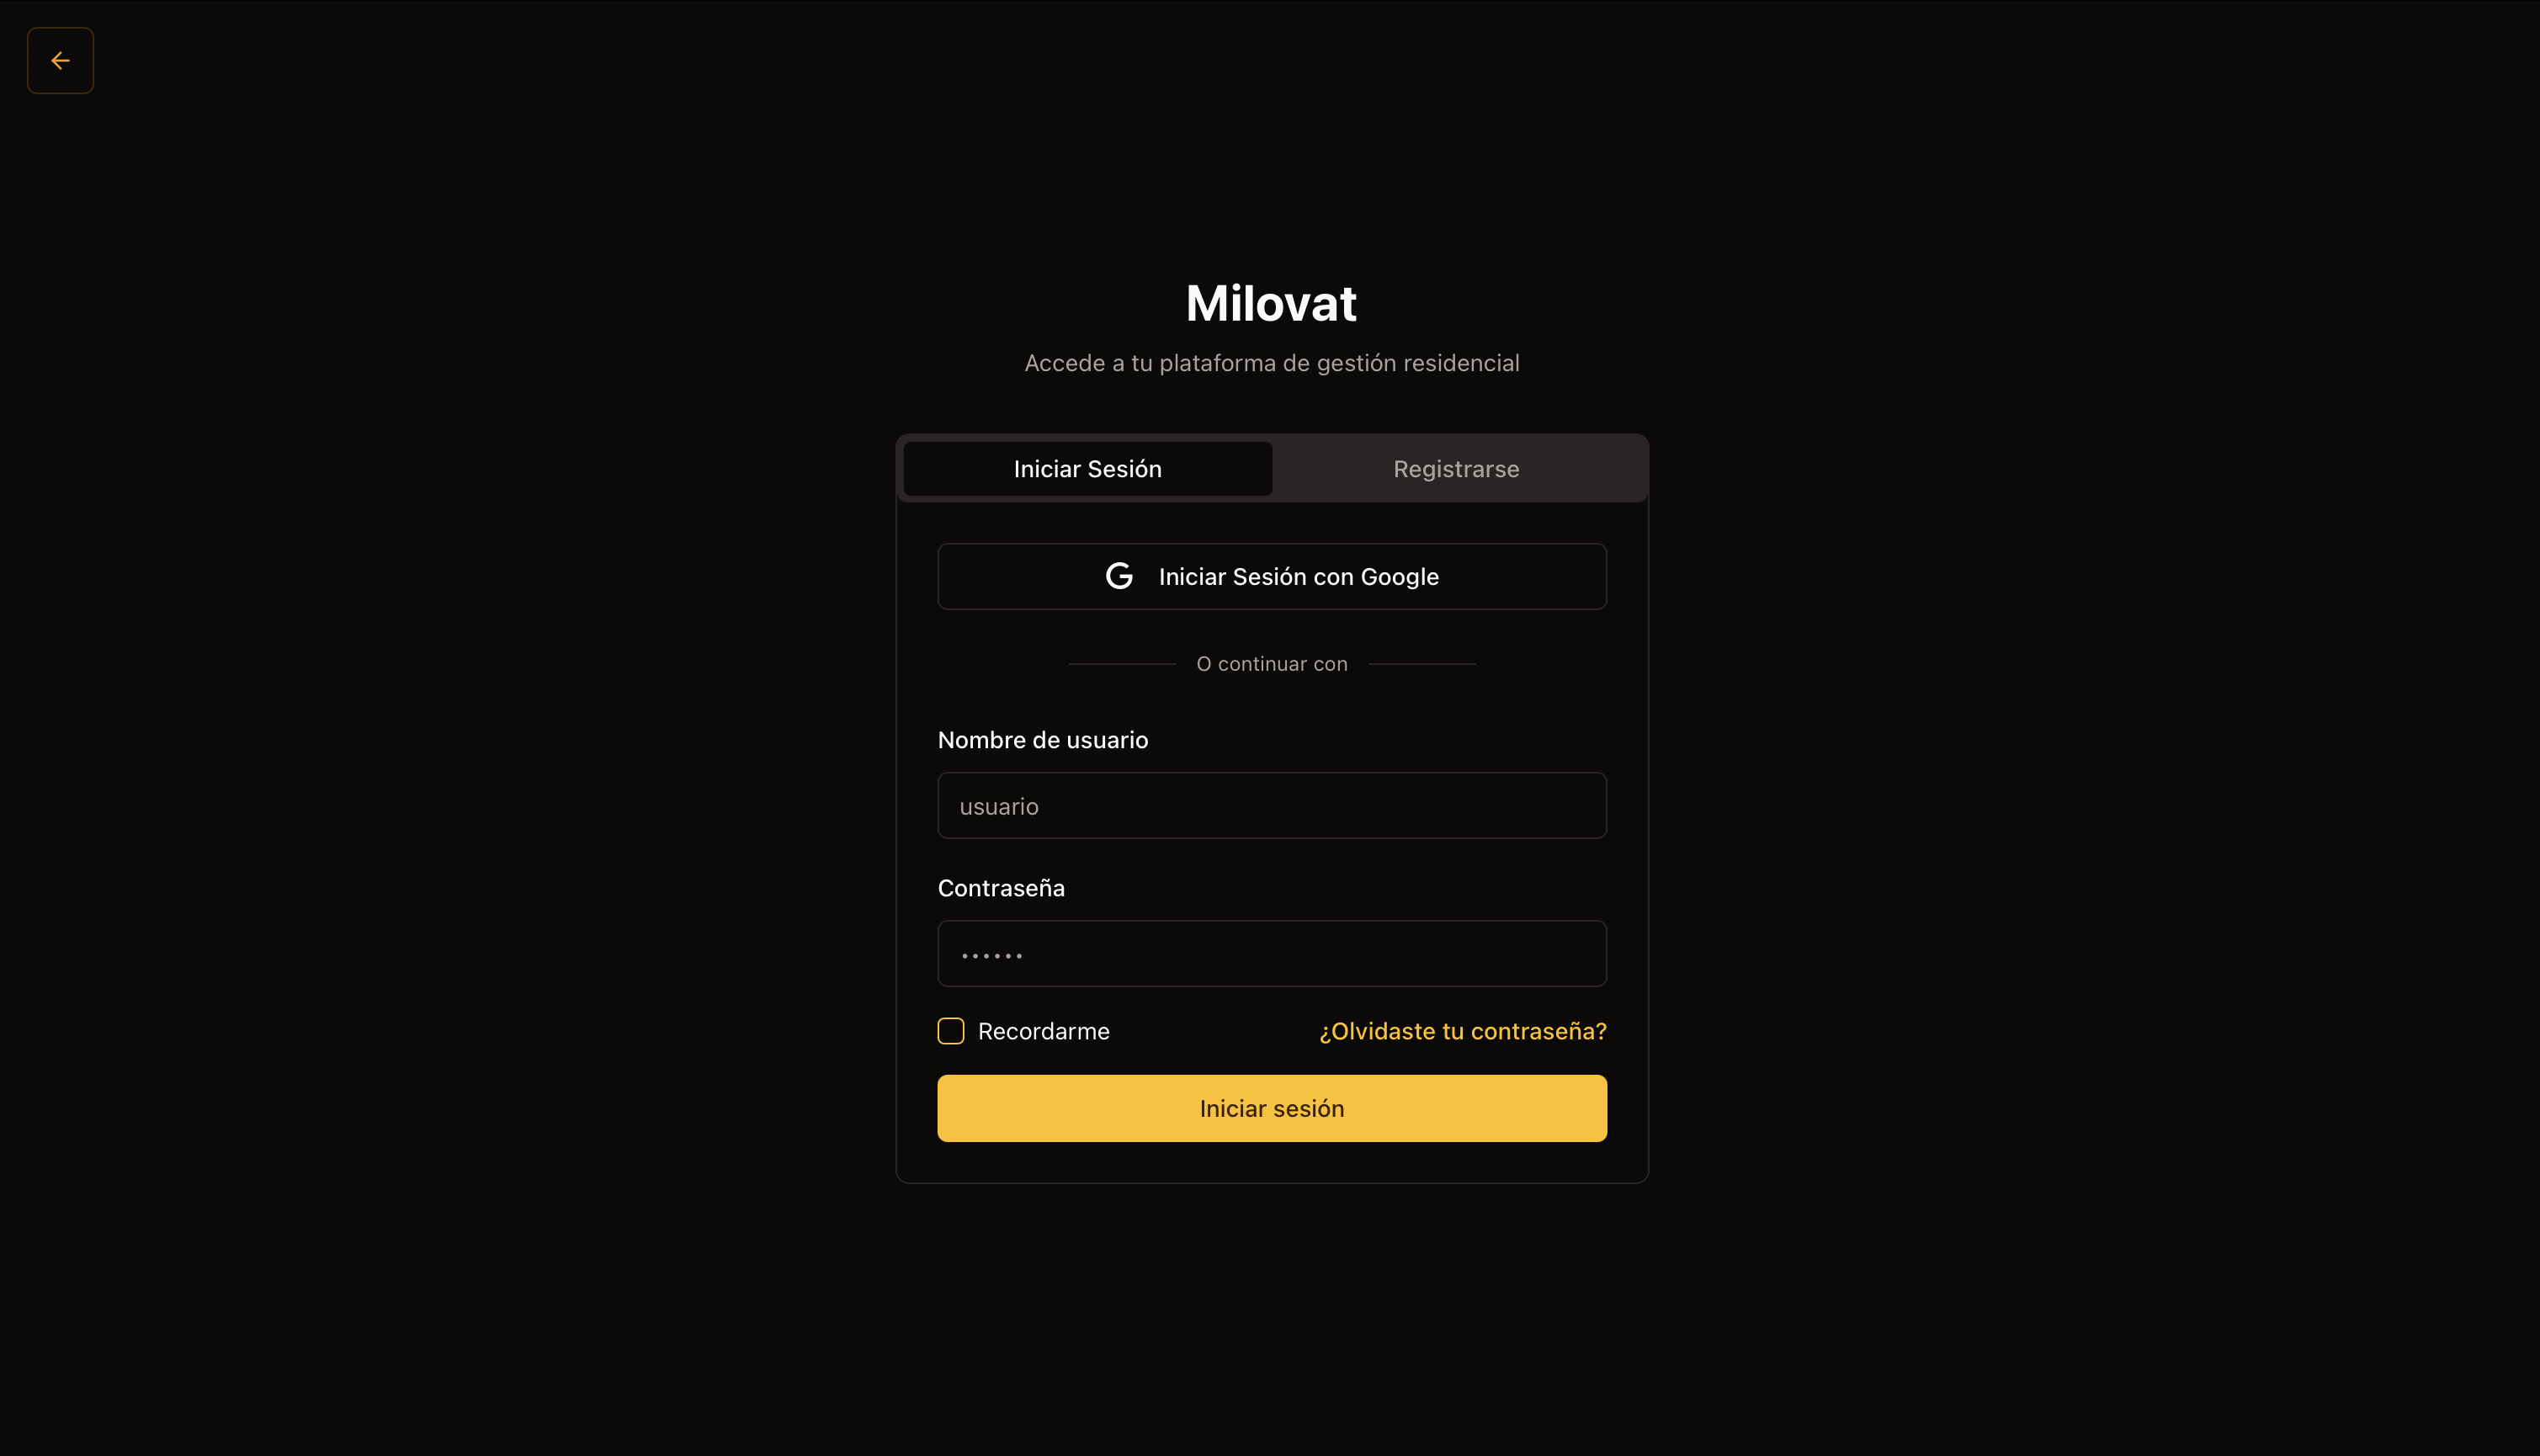 Milovat
Accede a tu plataforma de gestión residencial
Iniciar Sesión
Registrarse
Iniciar Sesión con Google
O continuar con
Nombre de usuario
usuario
Contraseña
••••••
Recordarme
¿Olvidaste tu contraseña?
Iniciar sesión